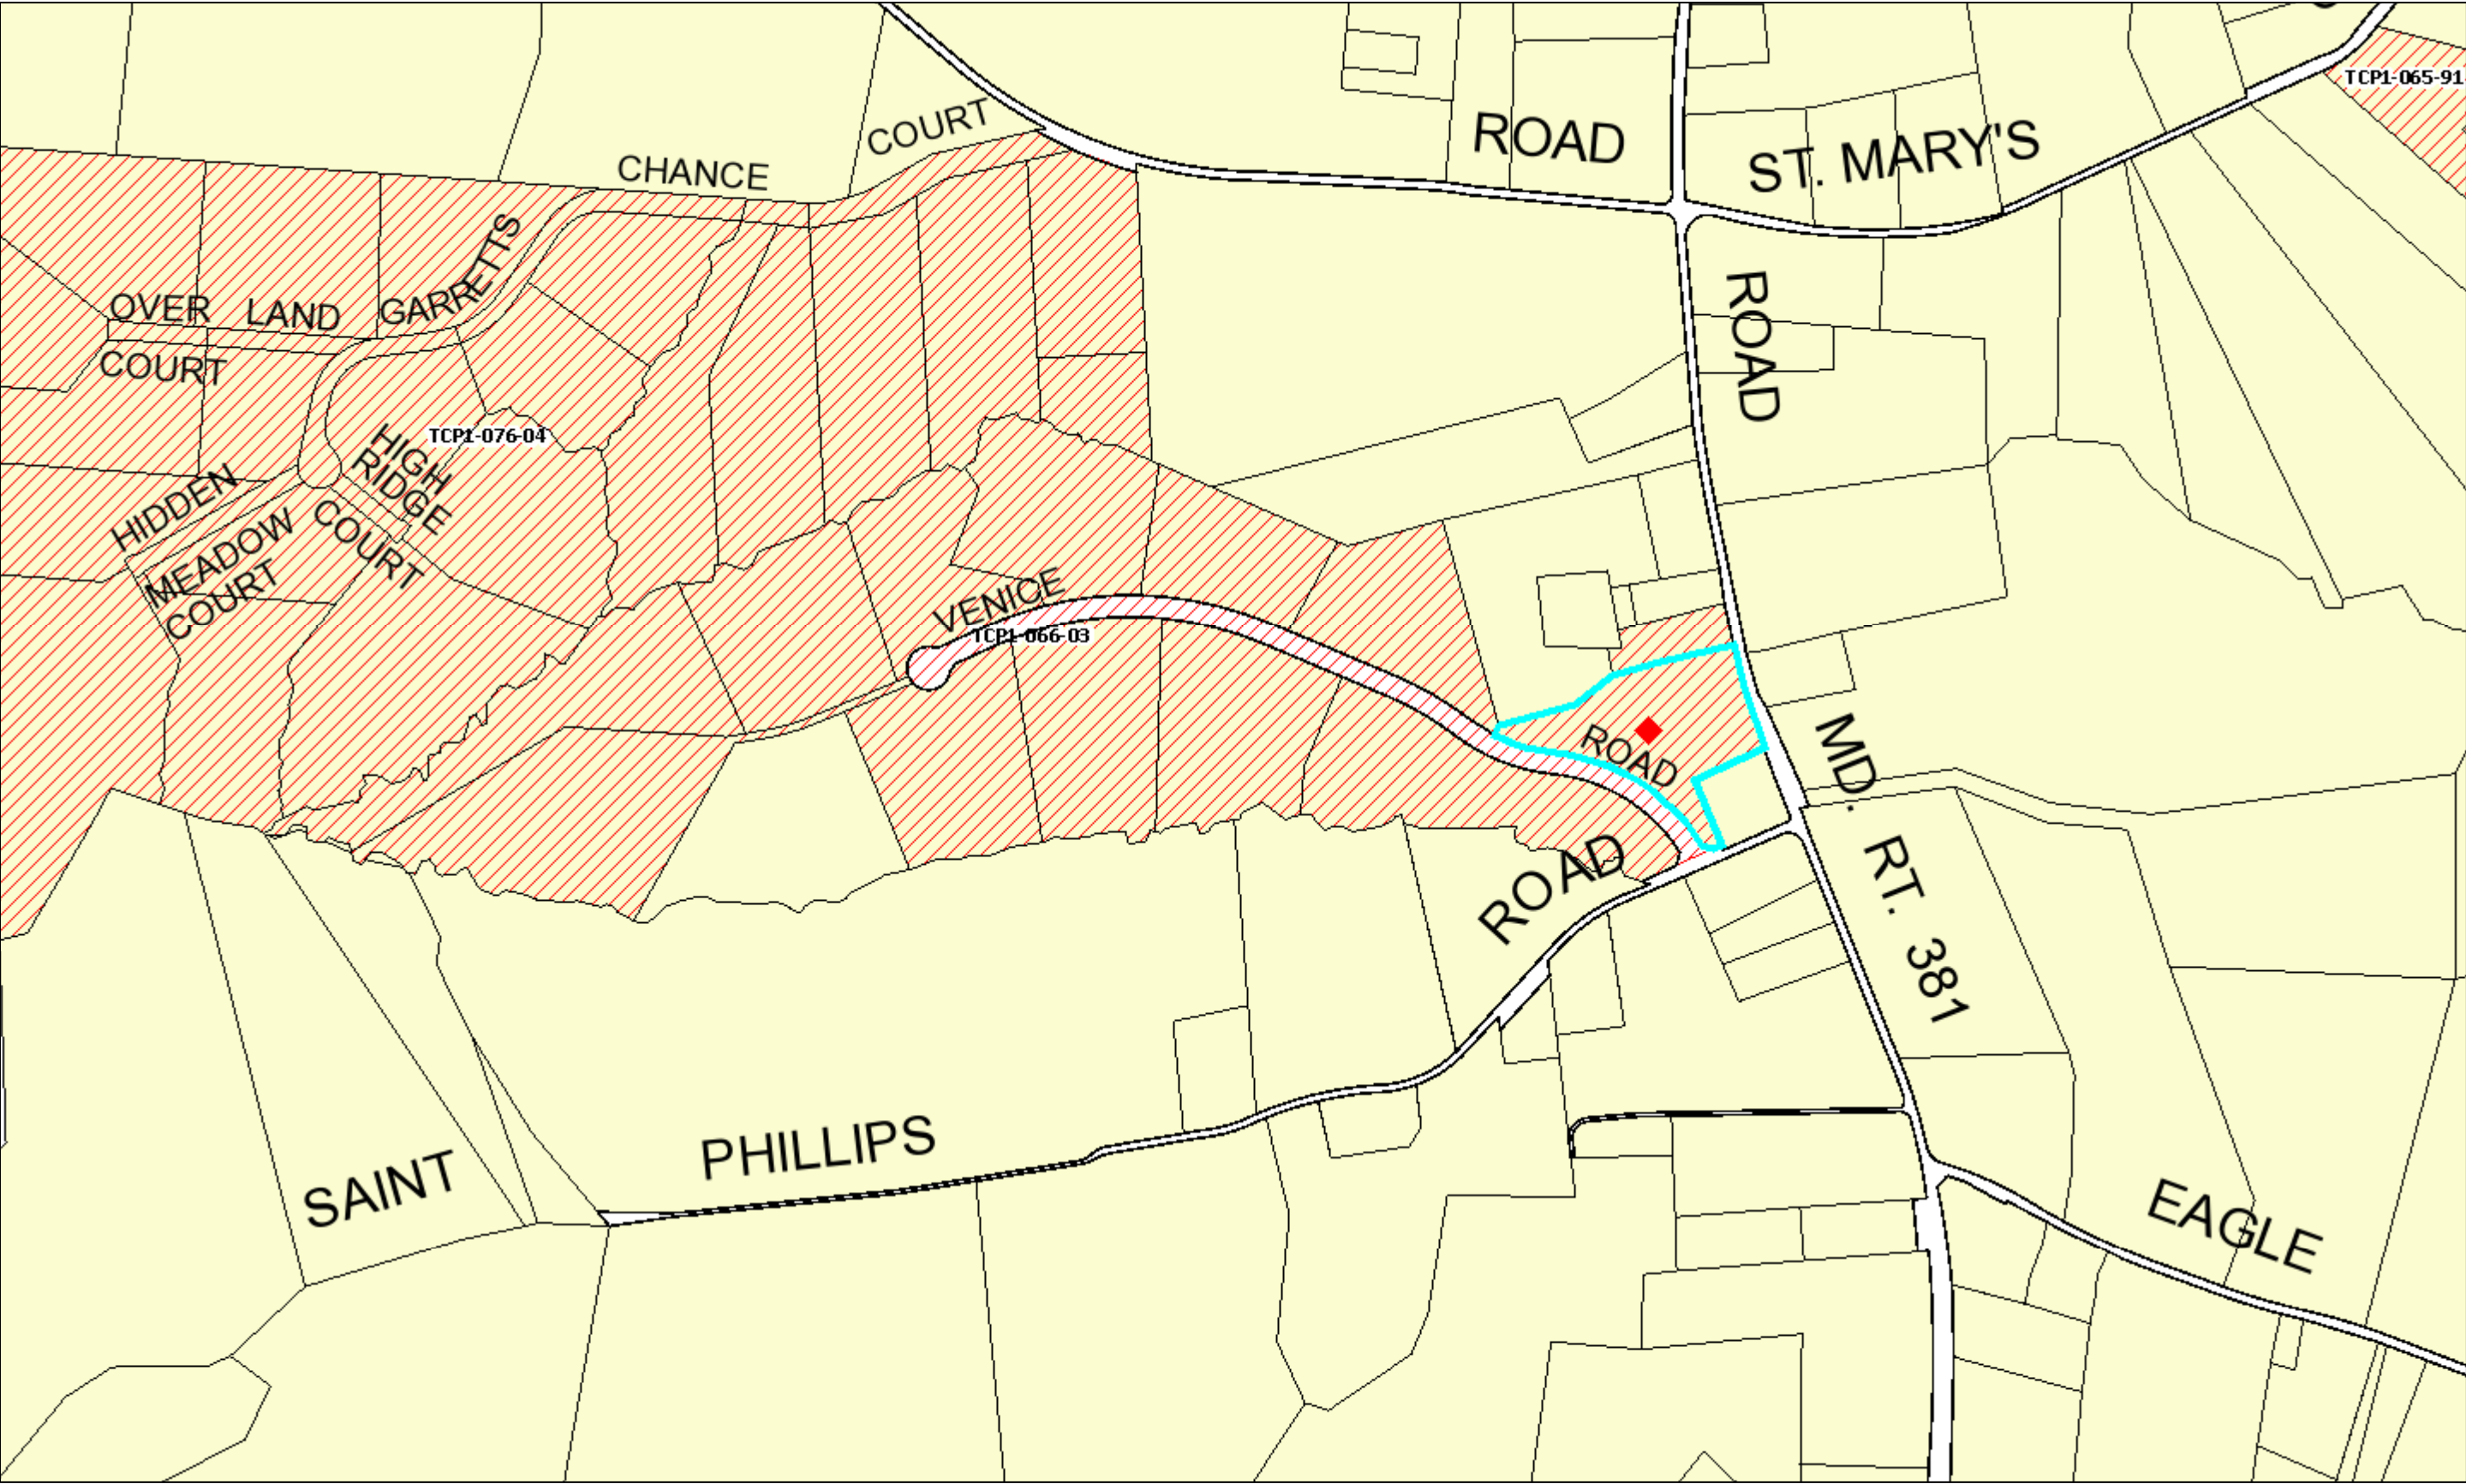 TCP1-065-91
COURT
ROAD
ST. MARY'S
CHANCE
GARRETTS
OVER LAND
COURT
ROAD
TCP1-076-04
HIGH
RIDGE
COURT
HIDDEN
MEADOW
COURT
VENICE
TCP1-066-03
ROAD
MD. RT. 381
ROAD
PHILLIPS
SAINT
EAGLE